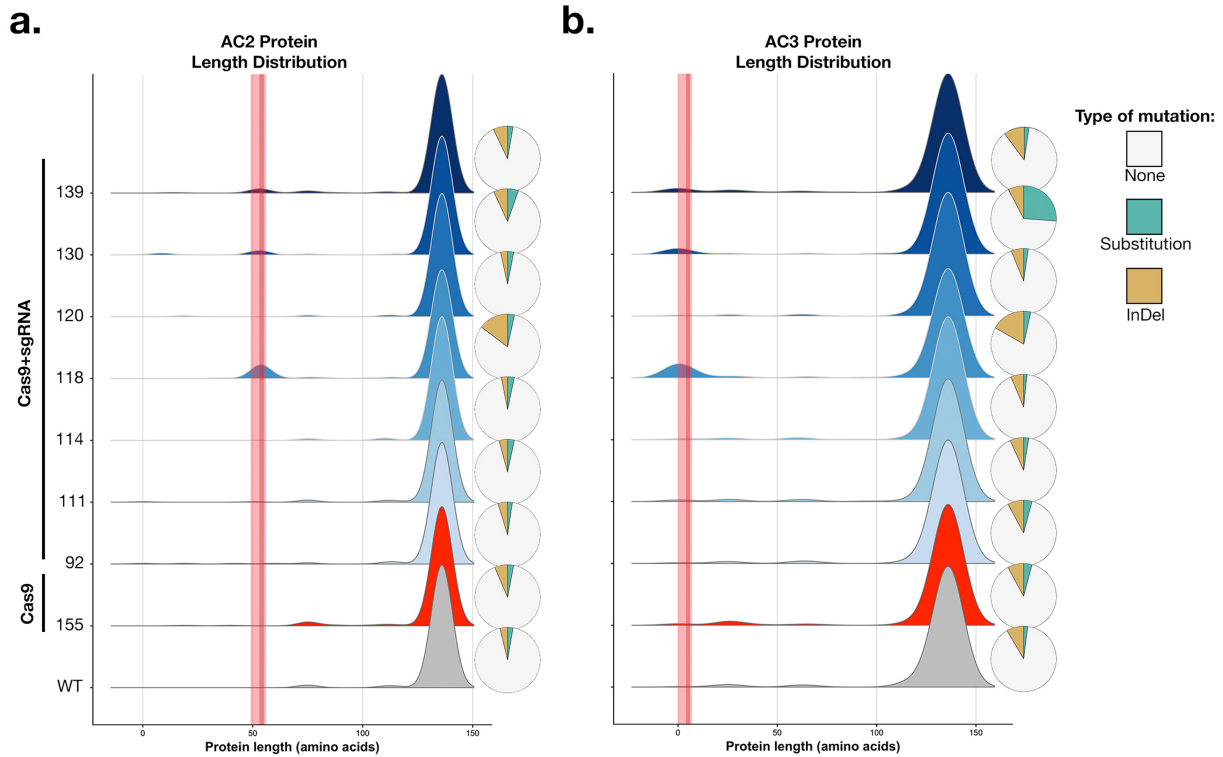 a.
AC2 Protein
Length Distribution
Cas9+sgRNA
Cas9
139
130
120
118
114
111
92
155
WT
0 50 100 150
Protein length (amino acids)
b.
AC3 Protein
Length Distribution
0 50 100 150
Protein length (amino acids)
Type of mutation:
None
Substitution
InDel